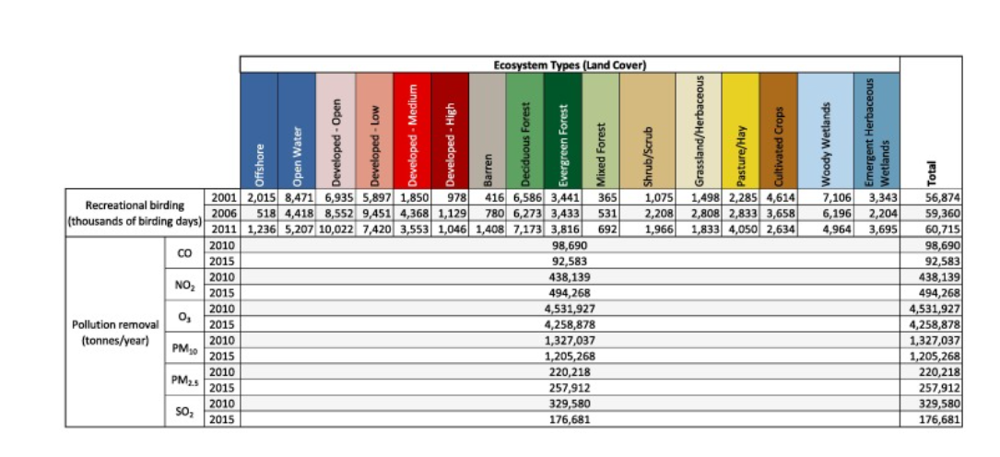 Ecosystem Types (Land Cover)
Offshore
Open Water
Developed - Open
Developed - Low
Developed - Medium
Developed - High
Barren
Deciduous Forest
Evergreen Forest
Mixed Forest
Shrub/Scrub
Grassland/Herbaceous
Pasture/Hay
Cultivated Crops
Woody Wetlands
Emergent Herbaceous
Wetlands
Total
Recreational birding
(thousands of birding days)
2001 2,015 8,471 6,935 5,897 1,850 978 416 6,586 3,441 365 1,075 1,498 2,285 4,614 7,106 3,343 56,874
2006 518 4,418 8,552 9,451 4,368 1,129 780 6,273 3,433 531 2,208 2,808 2,833 3,658 6,196 2,204 59,360
2011 1,236 5,207 10,022 7,420 3,553 1,046 1,408 7,173 3,816 692 1,966 1,833 4,050 2,634 4,964 3,695 60,715
Pollution removal
(tonnes/year)
CO
2010 98,690 98,690
2015 92,583 92,583
NO₂
2010 438,139 438,139
2015 494,268 494,268
O₃
2010 4,531,927 4,531,927
2015 4,258,878 4,258,878
PM₁₀
2010 1,327,037 1,327,037
2015 1,205,268 1,205,268
PM₂.₅
2010 220,218 220,218
2015 257,912 257,912
SO₂
2010 329,580 329,580
2015 176,681 176,681